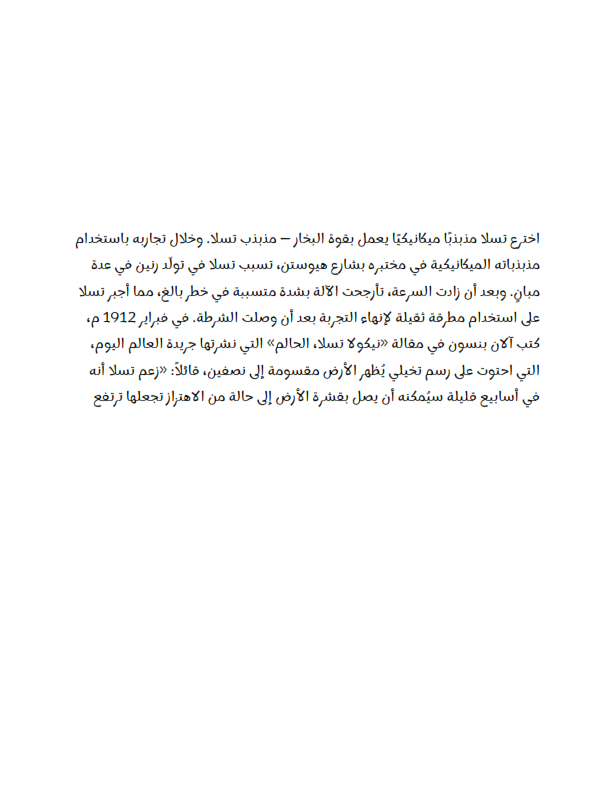 اخترع تسلا مذبذبًا ميكانيكيًا يعمل بقوة البخار — مذبذب تسلا. وخلال تجاربه باستخدام
مذبذباته الميكانيكية في مختبره بشارع هيوستن، تسبب تسلا في تولّد رنين في عدة
مبانٍ. وبعد أن زادت السرعة، تأرجحت الآلة بشدة متسببة في خطر بالغ، مما أجبر تسلا
على استخدام مطرقة ثقيلة لإنهاء التجربة بعد أن وصلت الشرطة. في فبراير 1912 م،
كتب آلان بنسون في مقالة «نيكولا تسلا، الحالم» التي نشرتها جريدة العالم اليوم،
التي احتوت على رسم تخيلي يُظهر الأرض مقسومة إلى نصفين، قائلاً: «زعم تسلا أنه
في أسابيع قليلة سيُمكنه أن يصل بقشرة الأرض إلى حالة من الاهتزاز تجعلها ترتفع